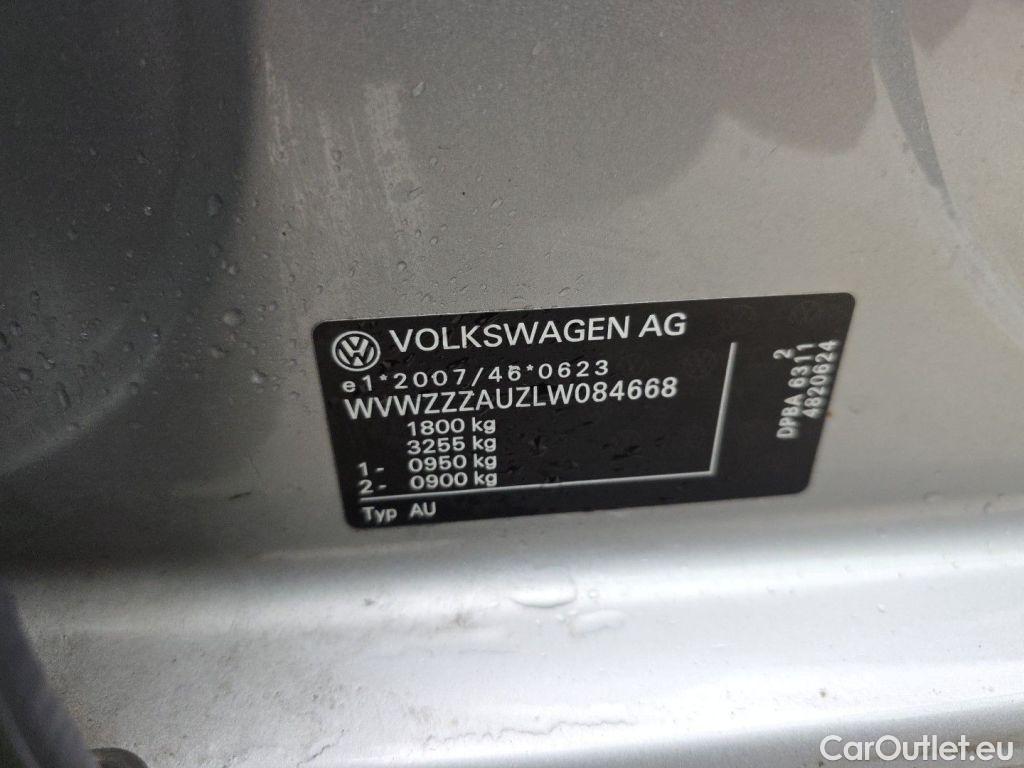 VOLKSWAGEN AG
e1*2007/46*0623
WVWZZZAUZLW084668
1800 kg
3255 kg
1- 0950 kg
2- 0900 kg
Typ AU
2
DPBA 6311
4820624
CarOutlet.eu